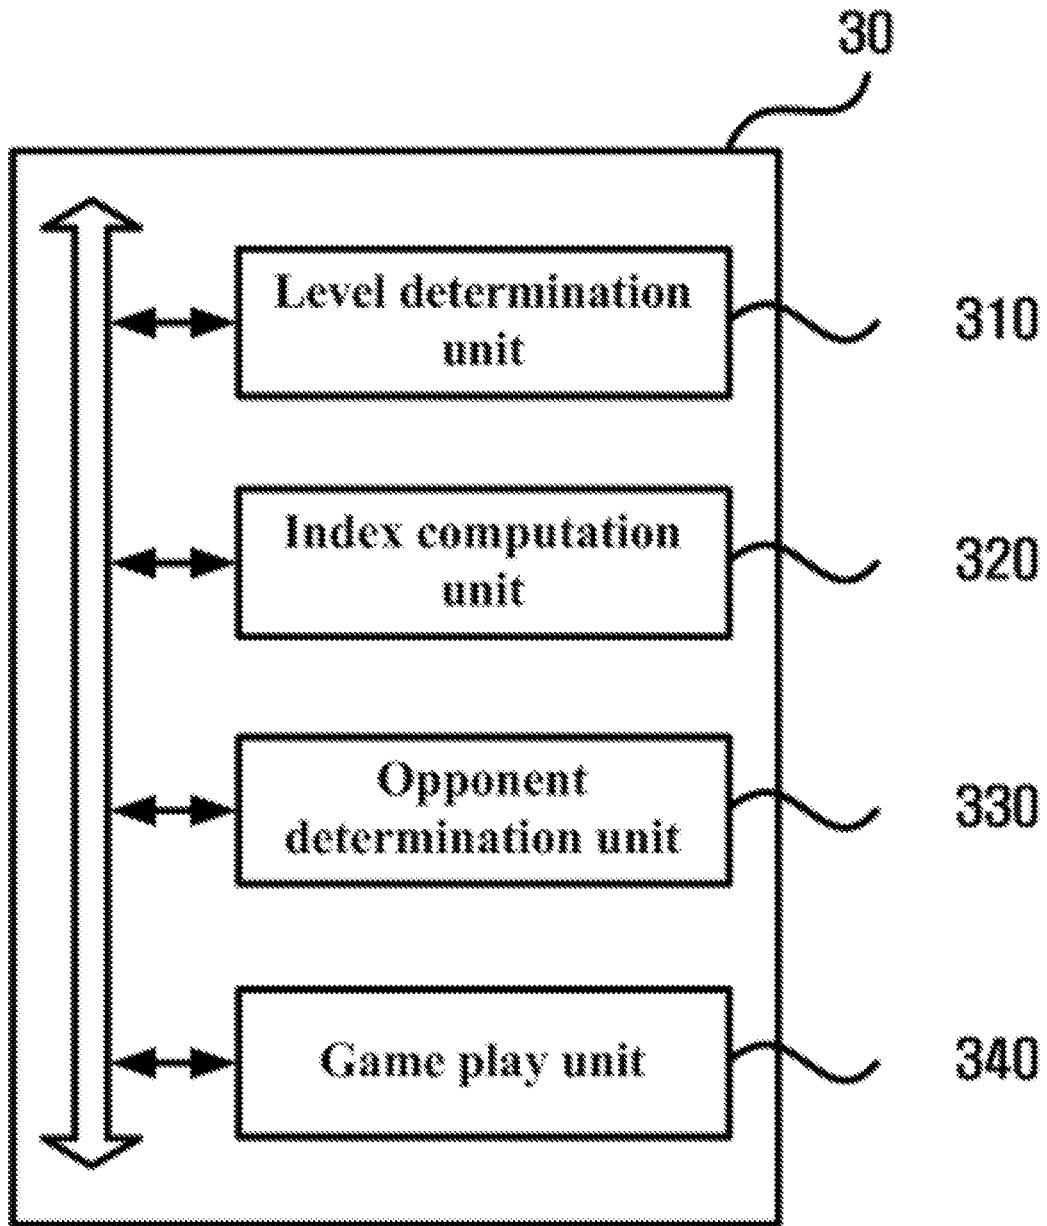 30
Level determination
unit
310
Index computation
unit
320
Opponent
determination unit
330
Game play unit
340